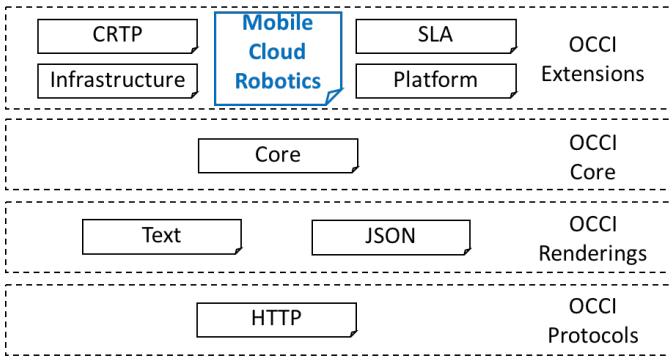 CRTP
Infrastructure
Mobile
Cloud
Robotics
SLA
Platform
OCCI
Extensions
Core
OCCI
Core
Text
JSON
OCCI
Renderings
HTTP
OCCI
Protocols